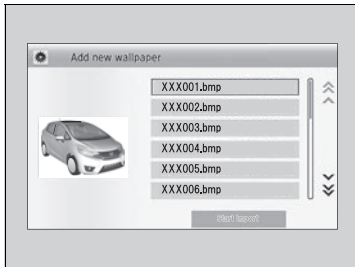 Add new wallpaper
XXX001.bmp
XXX002.bmp
XXX003.bmp
XXX004.bmp
XXX005.bmp
XXX006.bmp
Start import